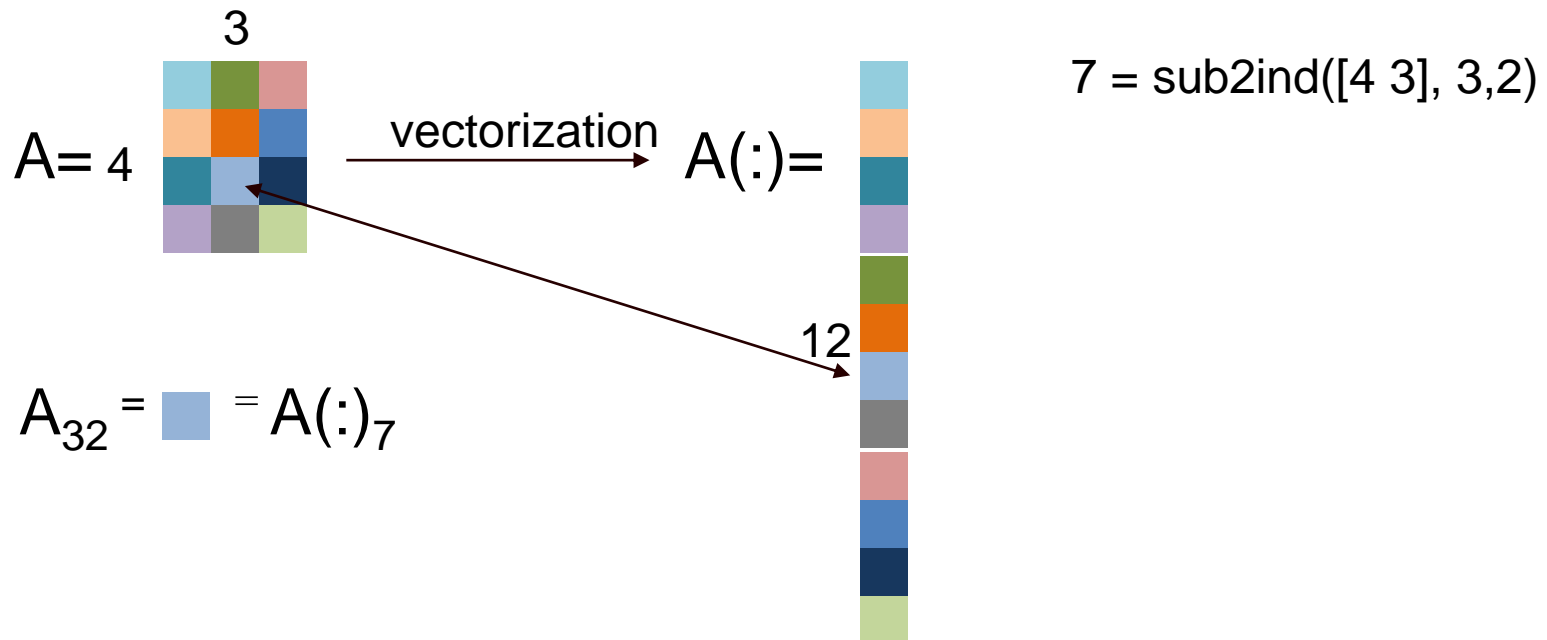 3
7 = sub2ind([4 3], 3,2)
A= 4
vectorization
A(:)=
12
A32 = = A(:)7